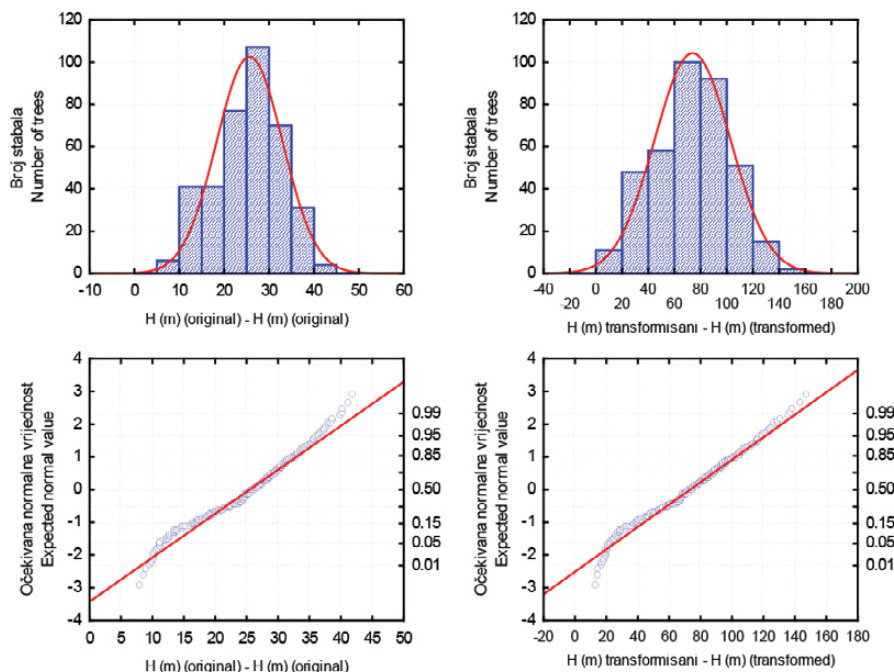 120
100
80
60
40
20
0
Broj stabala
Number of trees
-10 0 10 20 30 40 50 60
H (m) (original) - H (m) (original)
120
100
80
60
40
20
0
Broj stabala
Number of trees
-40 0 40 80 120 160 200
-20 20 60 100 140 180
H (m) transformisani - H (m) (transformed)
4
3
2
1
0
-1
-2
-3
-4
Očekivana normalna vrijednost
Expected normal value
0.99
0.95
0.85
0.50
0.15
0.05
0.01
0 5 10 15 20 25 30 35 40 45 50
H (m) (original) - H (m) (original)
4
3
2
1
0
-1
-2
-3
-4
Očekivana normalna vrijednost
Expected normal value
0.99
0.95
0.85
0.50
0.15
0.05
0.01
-20 0 20 40 60 80 100 120 140 160 180
H (m) transformisani - H (m) (transformed)